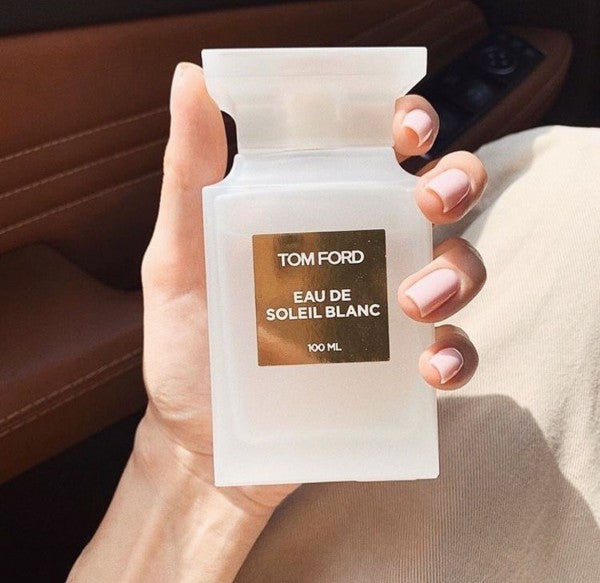 TOM FORD
EAU DE
SOLEIL BLANC
100 ML